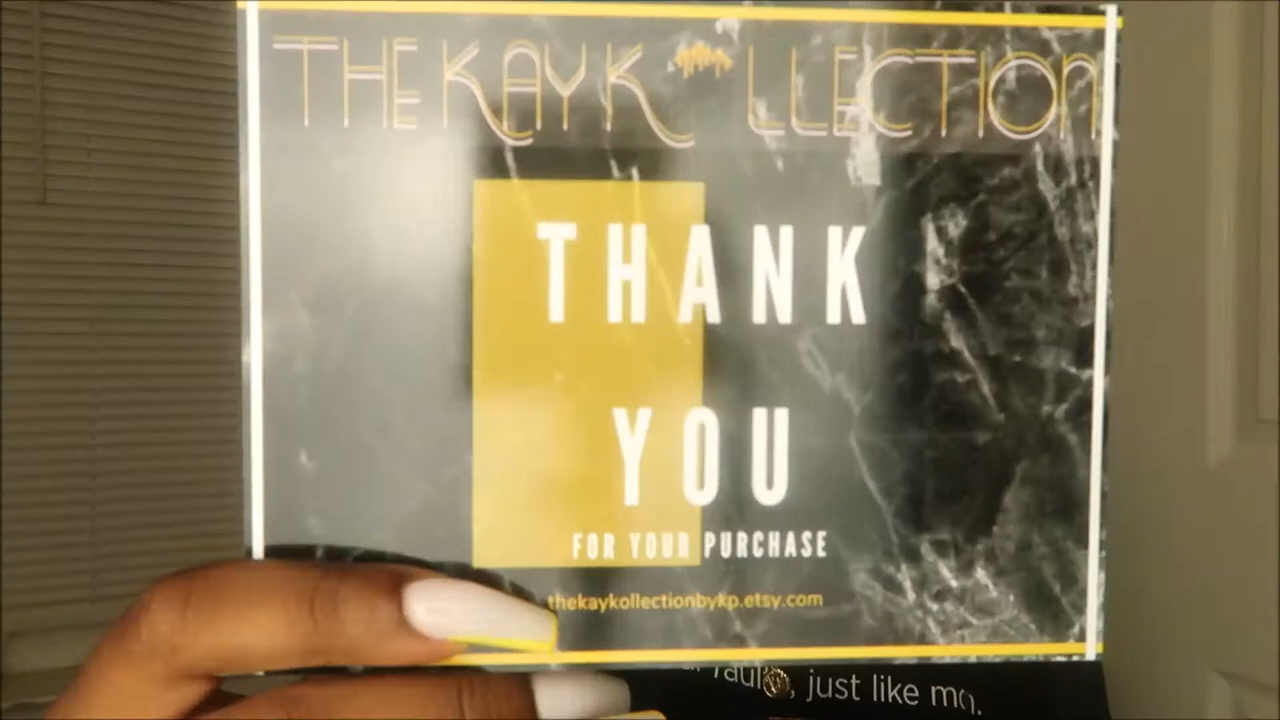 THE KAY K LLECTION
THANK
YOU
FOR YOUR PURCHASE
thekaykollectionbykp.etsy.com
, just like me.